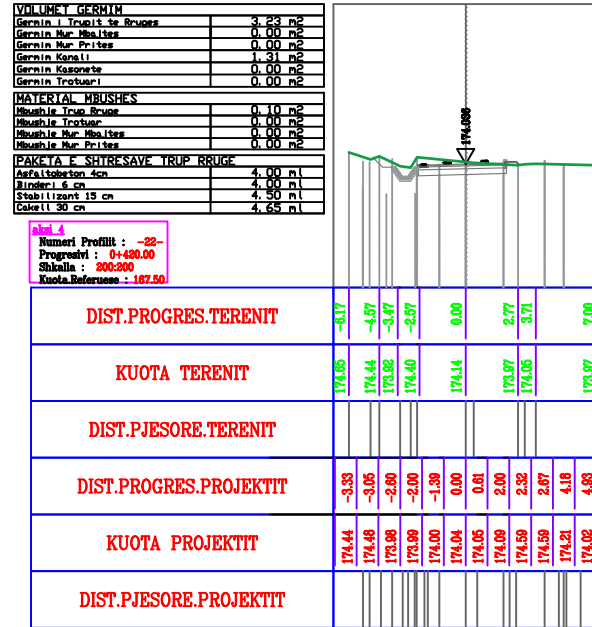 VOLUMET GERMIM
Germim i Trupit te Rruges 3.23 m2
Germim Mur Mbajtes 0.00 m2
Germim Mur Prites 0.00 m2
Germim Kanali 1.31 m2
Germim Kasonete 0.00 m2
Germim Trotuari 0.00 m2
MATERIAL MBUSHES
Mbushje Trup Rruge 0.10 m2
Mbushje Trotuar 0.00 m2
Mbushje Mur Mbajtes 0.00 m2
Mbushje Mur Prites 0.00 m2
PAKETA E SHTRESAVE TRUP RRUGE
Asfaltobeton 4cm 4.00 ml
Binderi 6 cm 4.00 ml
Stabilizant 15 cm 4.50 ml
Cakell 30 cm 4.65 ml
174.036
aksi 4
Numeri Profilit : -22-
Progresivi : 0+420.00
Shkalla : 200:200
Kuota.Referuese : 167.50
DIST.PROGRES.TERENIT -6.17 -4.57 -3.47 -2.57 0.00 2.77 3.71 7.00
KUOTA TERENIT 174.65 174.44 173.92 174.40 174.14 173.97 174.05 173.97
DIST.PJESORE.TERENIT
DIST.PROGRES.PROJEKTIT -3.33 -3.05 -2.60 -2.00 -1.39 0.00 0.61 2.00 2.32 2.67 4.18 4.93
KUOTA PROJEKTIT 174.44 174.48 173.98 173.99 174.00 174.04 174.05 174.09 174.59 174.59 174.21 174.02
DIST.PJESORE.PROJEKTIT